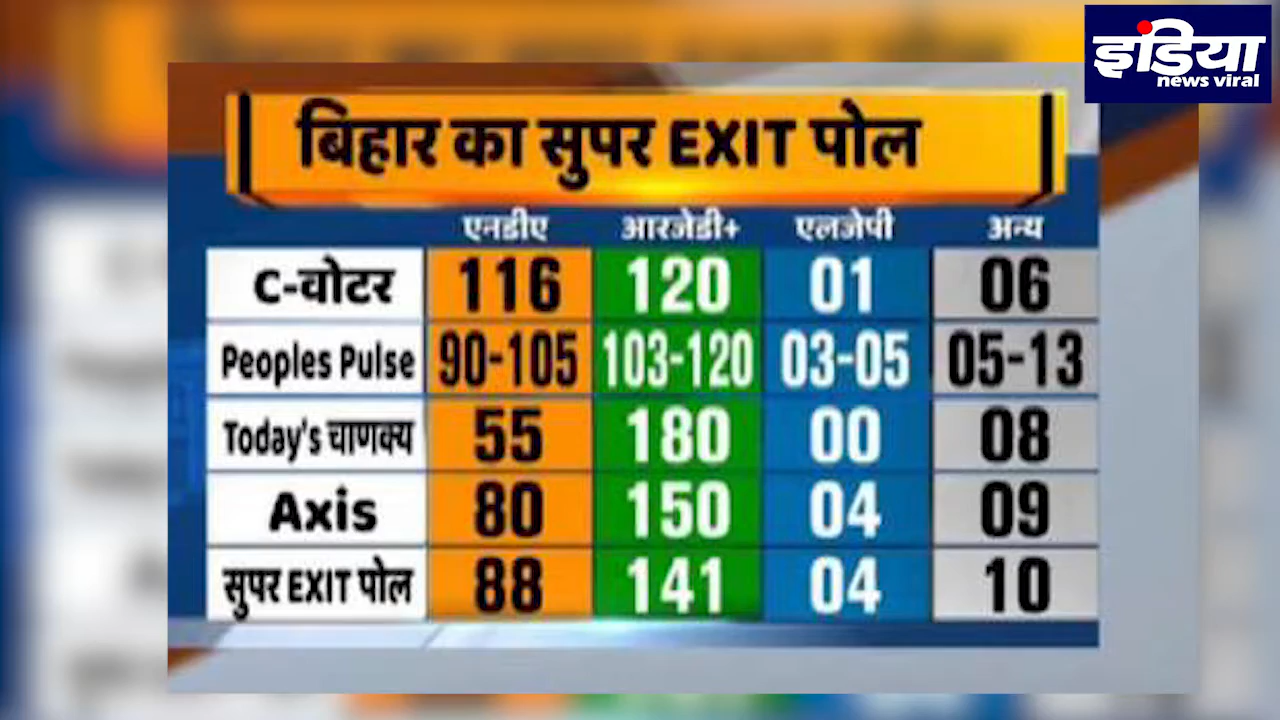 इंडिया
news viral
बिहार का सुपर EXIT पोल
एनडीए आरजेडी+ एलजेपी अन्य
C-वोटर 116 120 01 06
Peoples Pulse 90-105 103-120 03-05 05-13
Today's चाणक्य 55 180 00 08
Axis 80 150 04 09
सुपर EXIT पोल 88 141 04 10